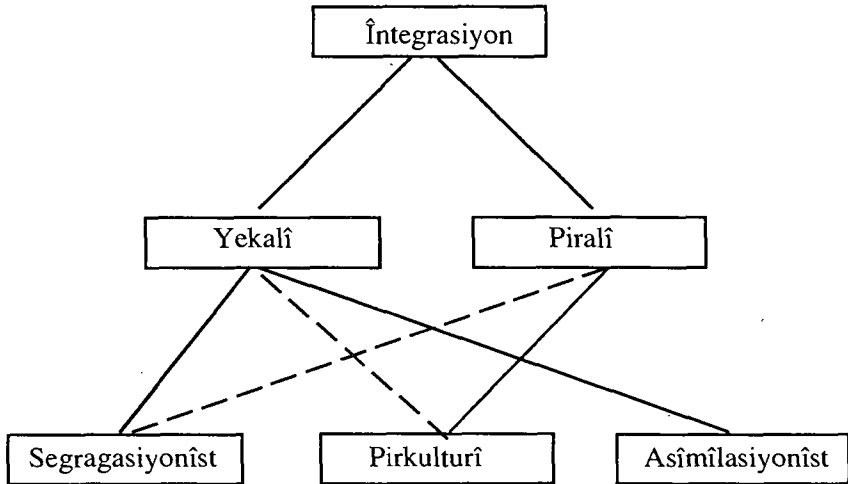 Întegrasiyon
Yekalî
Piralî
Segragasiyonîst
Pirkulturî
Asîmîlasiyonîst